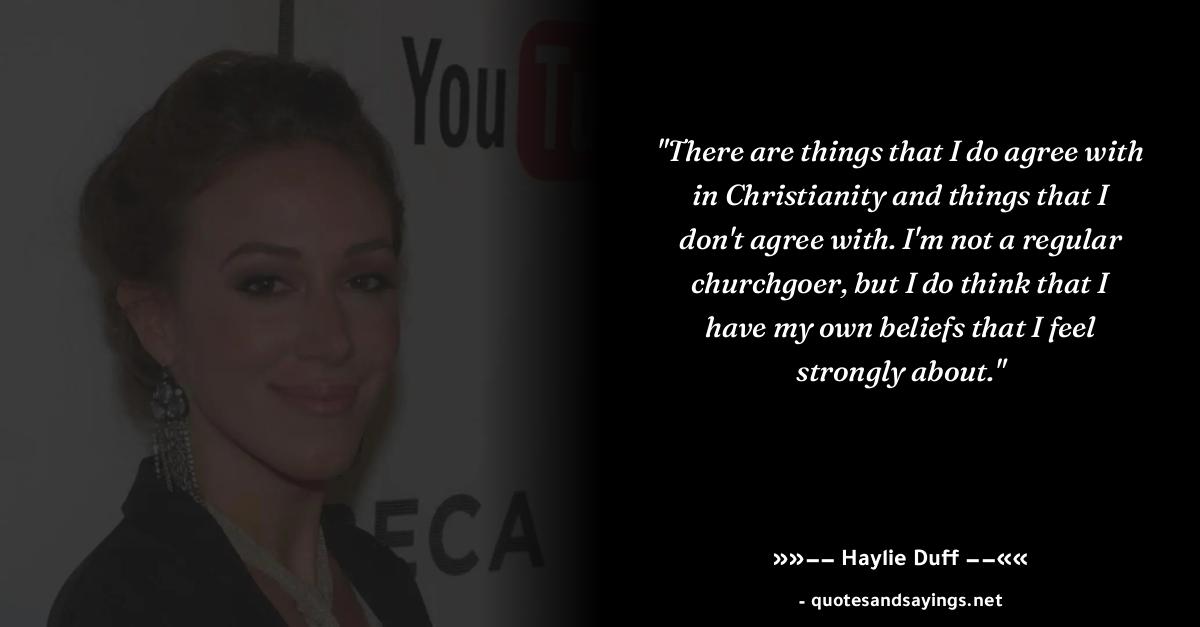 YouTu
ECA
"There are things that I do agree with
in Christianity and things that I
don't agree with. I'm not a regular
churchgoer, but I do think that I
have my own beliefs that I feel
strongly about."
»»–– Haylie Duff ––««
- quotesandsayings.net